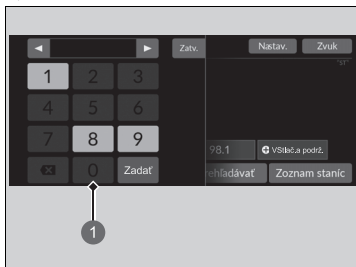 Zatv. Nastav. Zvuk
"ST"
1 2 3
4 5 6
7 8 9
98.1 VStlač.a podrž.
0 Zadať
rehľadávať Zoznam staníc
1